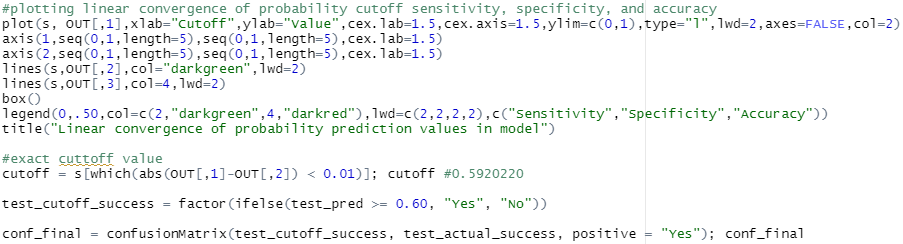 #plotting linear convergence of probability cutoff sensitivity, specificity, and accuracy
plot(s, OUT[,1],xlab="Cutoff",ylab="Value",cex.lab=1.5,cex.axis=1.5,ylim=c(0,1),type="l",lwd=2,axes=FALSE,col=2)
axis(1,seq(0,1,length=5),seq(0,1,length=5),cex.lab=1.5)
axis(2,seq(0,1,length=5),seq(0,1,length=5),cex.lab=1.5)
lines(s,OUT[,2],col="darkgreen",lwd=2)
lines(s,OUT[,3],col=4,lwd=2)
box()
legend(0,.50,col=c(2,"darkgreen",4,"darkred"),lwd=c(2,2,2,2),c("Sensitivity","Specificity","Accuracy"))
title("Linear convergence of probability prediction values in model")
#exact cuttoff value
cutoff = s[which(abs(OUT[,1]-OUT[,2]) < 0.01)]; cutoff #0.5920220
test_cutoff_success = factor(ifelse(test_pred >= 0.60, "Yes", "No"))
conf_final = confusionMatrix(test_cutoff_success, test_actual_success, positive = "Yes"); conf_final